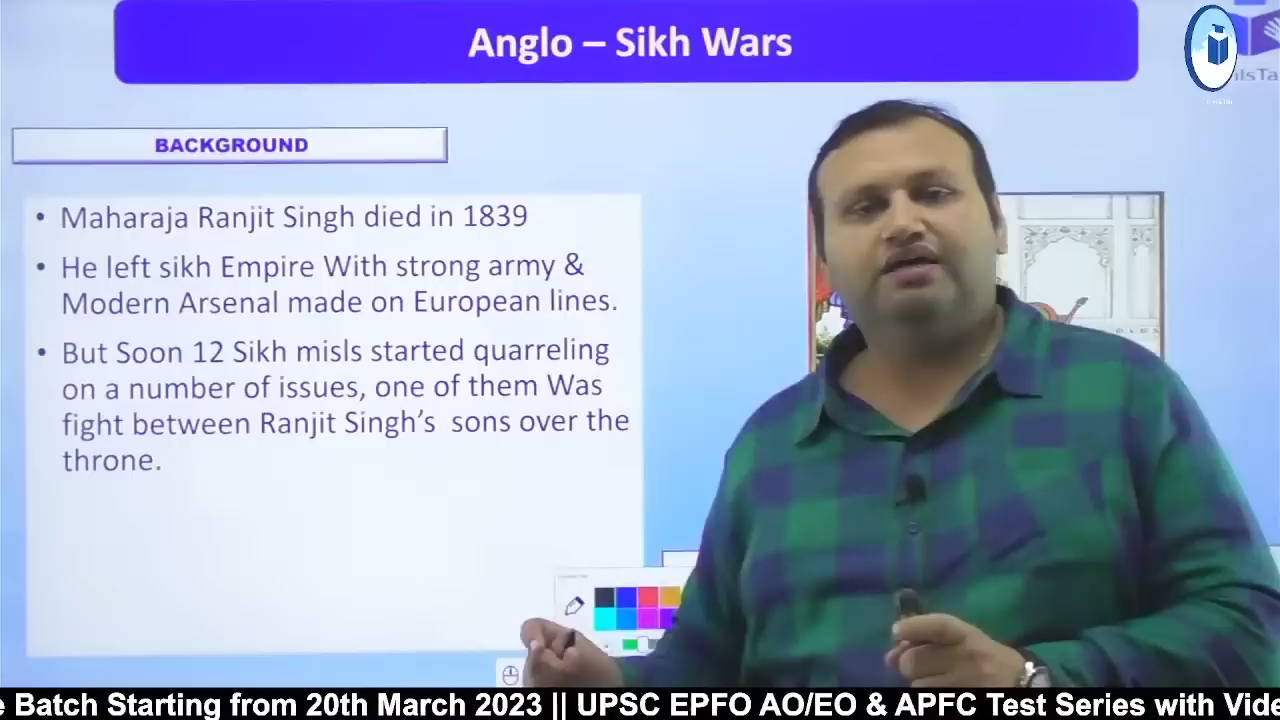 Anglo – Sikh Wars
BACKGROUND
• Maharaja Ranjit Singh died in 1839
• He left sikh Empire With strong army &
Modern Arsenal made on European lines.
• But Soon 12 Sikh misls started quarreling
on a number of issues, one of them Was
fight between Ranjit Singh's  sons over the
throne.
Batch Starting from 20th March 2023 || UPSC EPFO AO/EO & APFC Test Series with